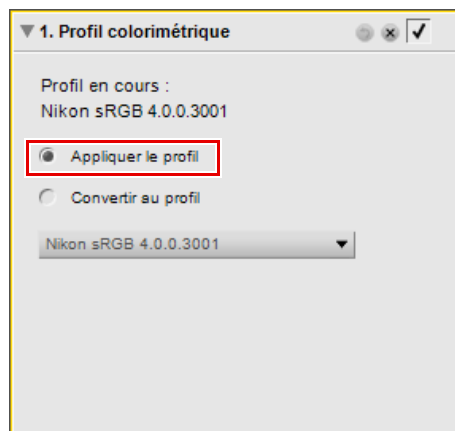 1. Profil colorimétrique
Profil en cours :
Nikon sRGB 4.0.0.3001
Appliquer le profil
Convertir au profil
Nikon sRGB 4.0.0.3001